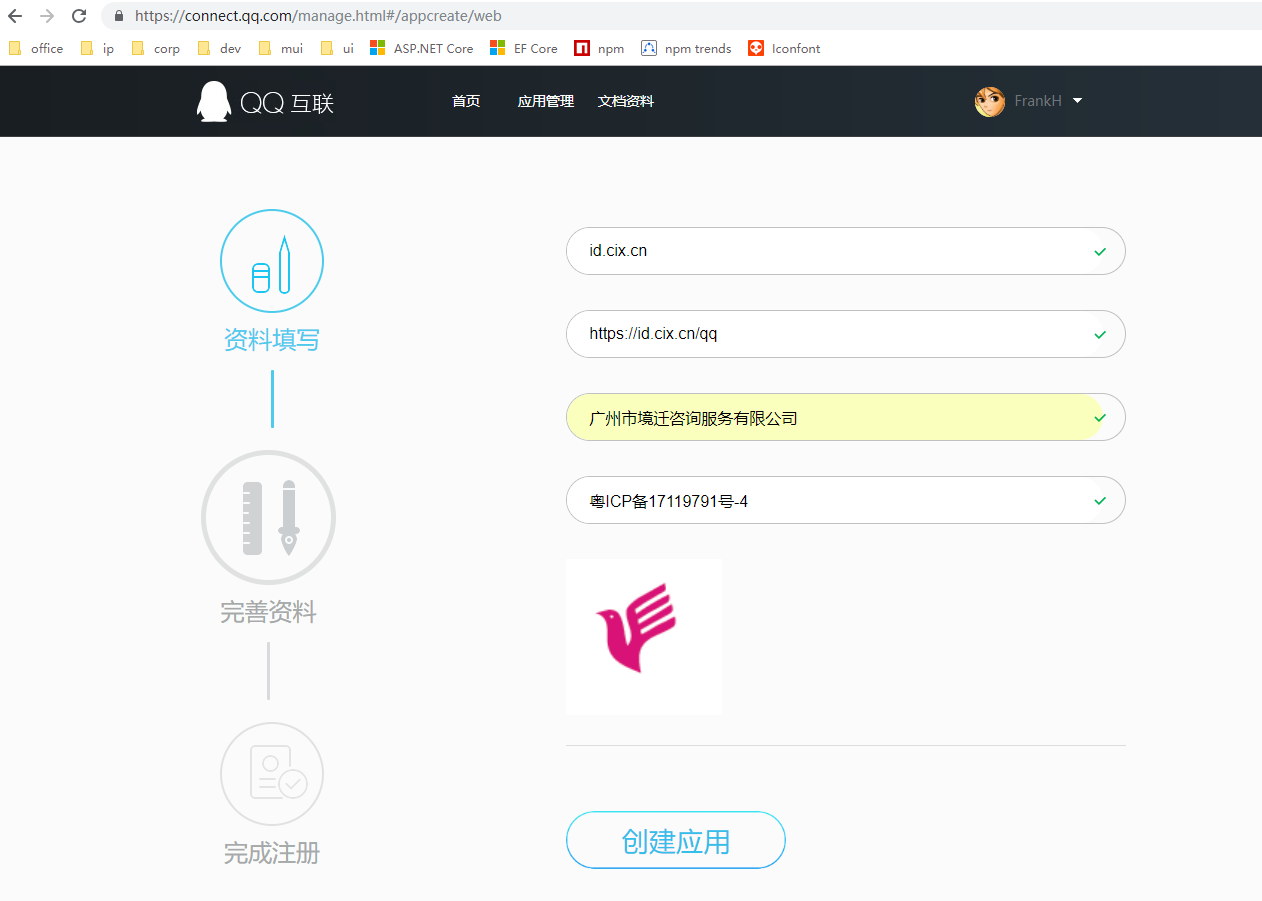 https://connect.qq.com/manage.html#/appcreate/web
office ip corp dev mui ui ASP.NET Core EF Core npm npm trends Iconfont
QQ 互联 首页 应用管理 文档资料 FrankH
id.cix.cn
https://id.cix.cn/qq
资料填写
广州市境迁咨询服务有限公司
粤ICP备17119791号-4
完善资料
创建应用
完成注册